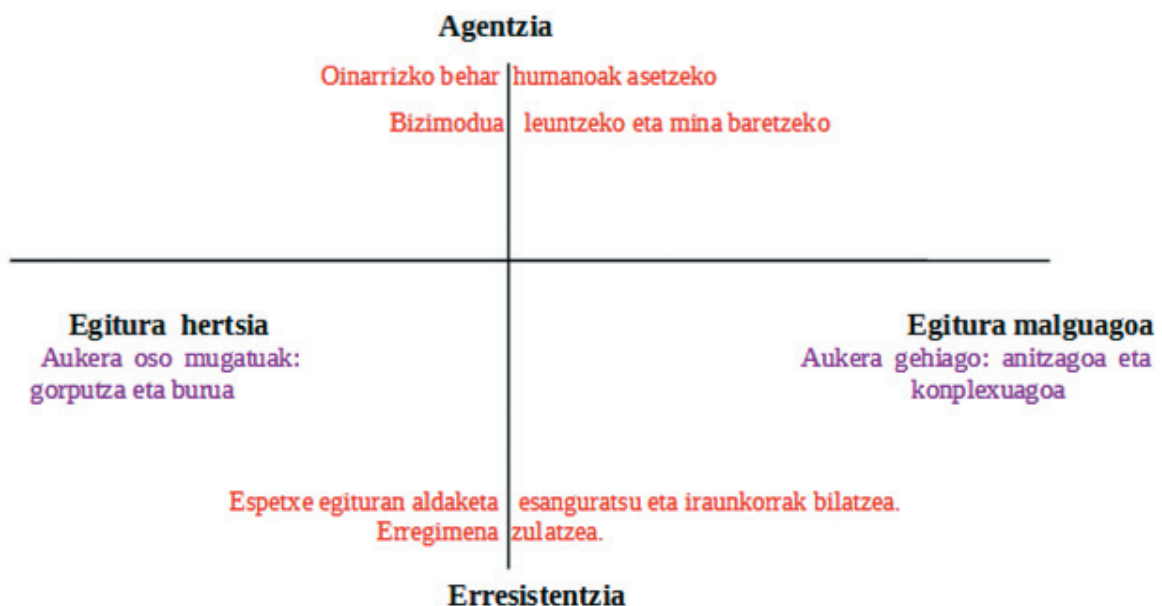 Agentzia
Oinarrizko behar humanoak asetzeko
Bizimodua leuntzeko eta mina baretzeko
Egitura hertsia
Aukera oso mugatuak:
gorputza eta burua
Egitura malguagoa
Aukera gehiago: anitzagoa eta
konplexuagoa
Espetxe egituran aldaketa esanguratsu eta iraunkorrak bilatzea.
Erregimena zulatzea.
Erresistentzia